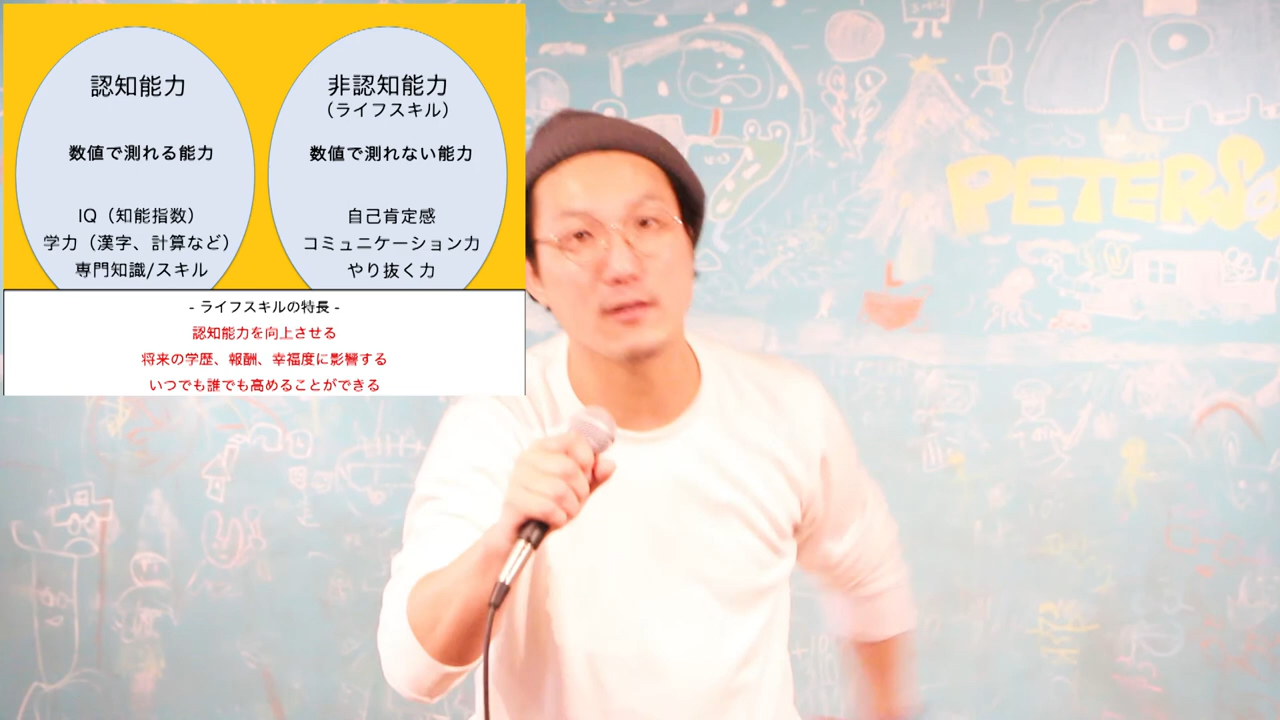 認知能力
数値で測れる能力
IQ（知能指数）
学力（漢字、計算など）
専門知識/スキル
非認知能力
（ライフスキル）
数値で測れない能力
自己肯定感
コミュニケーション力
やり抜く力
- ライフスキルの特長 -
認知能力を向上させる
将来の学歴、報酬、幸福度に影響する
いつでも誰でも高めることができる
PETERSO